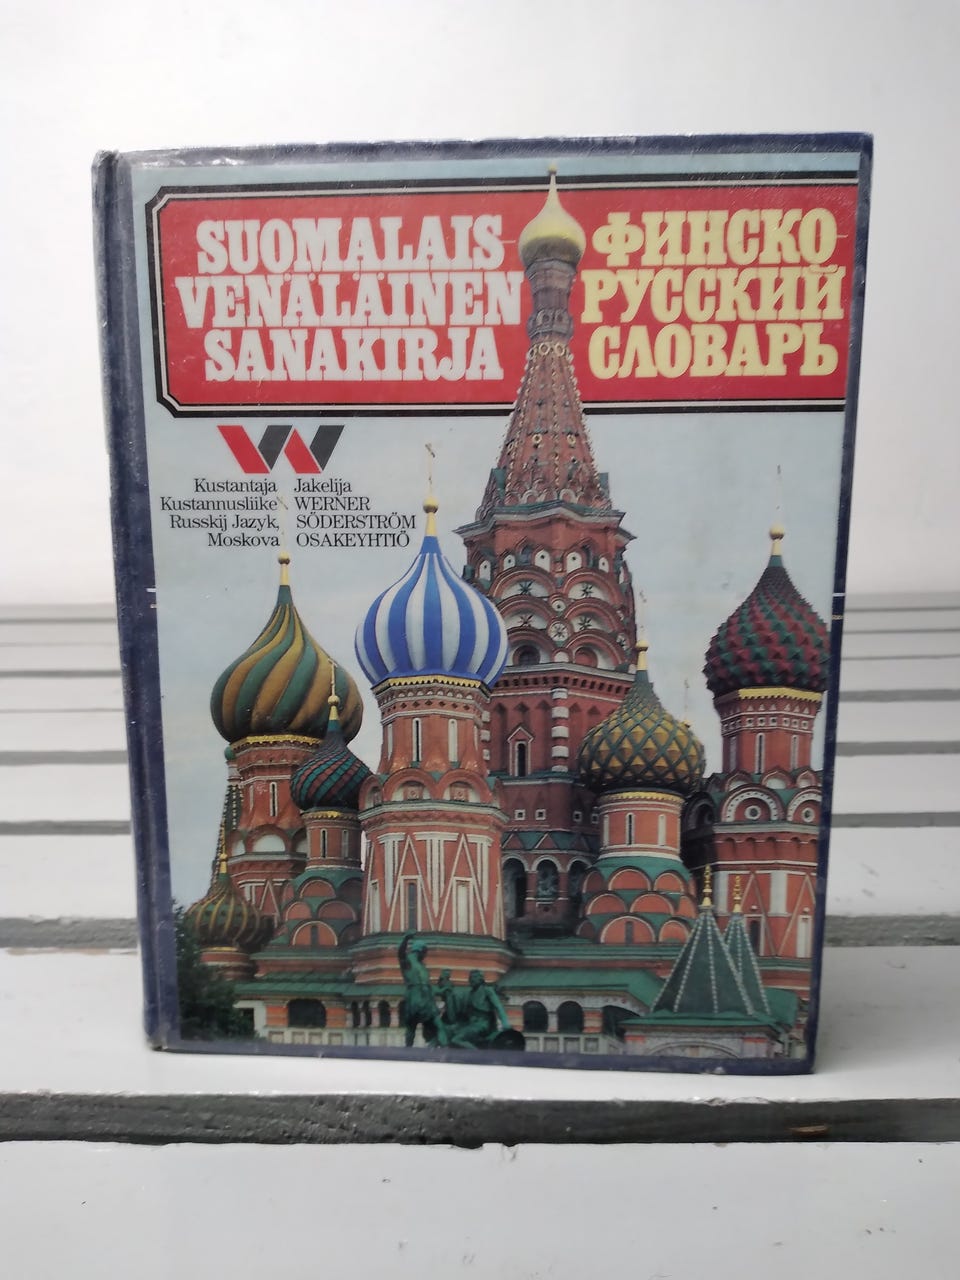 SUOMALAIS
VENÄLÄINEN
SANAKIRJA
ФИНСКО
РУССКИЙ
СЛОВАРЬ
W
Kustantaja
Kustannusliike
Russkij Jazyk,
Moskova
Jakelija
WERNER
SÖDERSTRÖM
OSAKEYHTIÖ